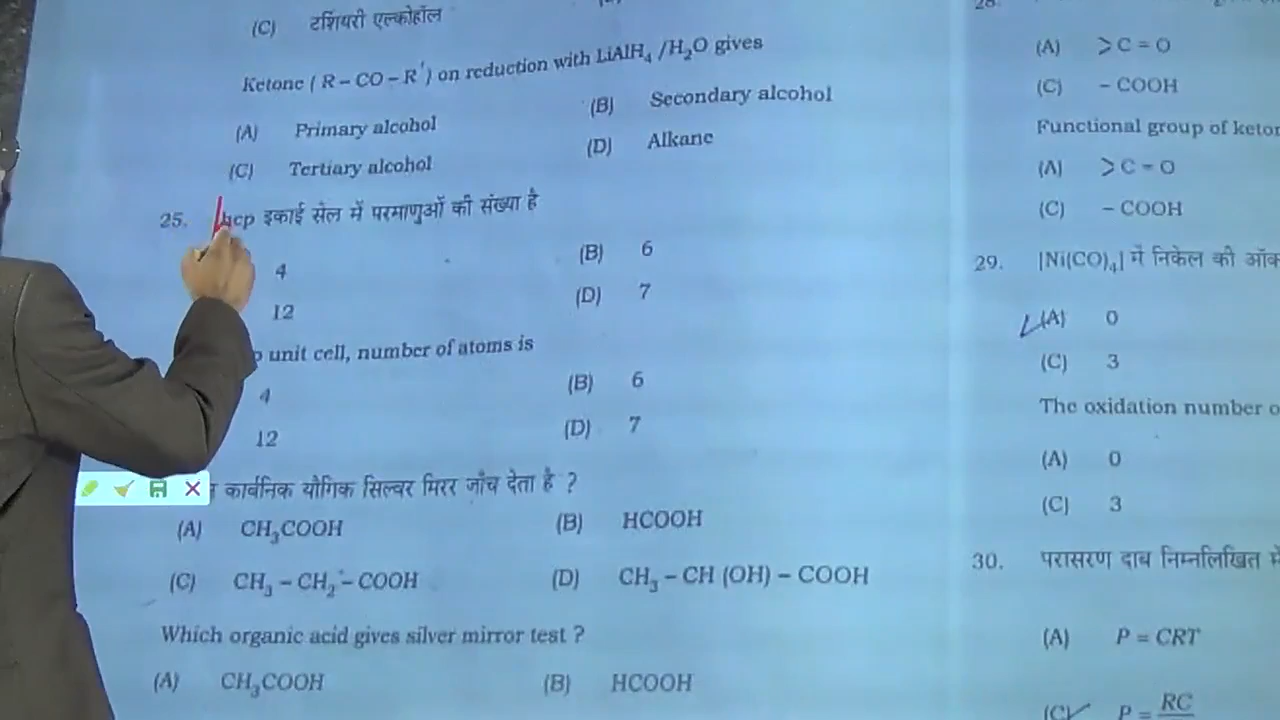 (C) टर्शियरी एल्कोहॉल
Ketone ( R – CO – R' ) on reduction with LiAlH₄ /H₂O gives
(A) Primary alcohol (B) Secondary alcohol
(C) Tertiary alcohol (D) Alkane
25. hcp इकाई सेल में परमाणुओं की संख्या है
4 (B) 6
12 (D) 7
unit cell, number of atoms is
4 (B) 6
12 (D) 7
कार्बनिक यौगिक सिल्वर मिरर जाँच देता है ?
(A) CH₃COOH (B) HCOOH
(C) CH₃ – CH₂ – COOH (D) CH₃ – CH (OH) – COOH
Which organic acid gives silver mirror test ?
(A) CH₃COOH (B) HCOOH
28.
(A) >C = O
(C) – COOH
Functional group of
(A) >C = O
(C) – COOH
29. [Ni(CO)₄] में निकेल की
(A) 0
(C) 3
The oxidation number
(A) 0
(C) 3
30. परासरण दाब निम्नलिखित
(A) P = CRT
(C) P = RC